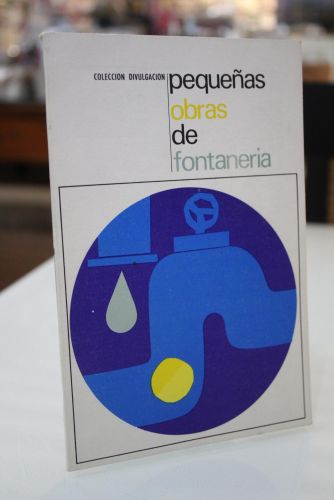 COLECCION DIVULGACION
pequeñas
obras
de
fontaneria